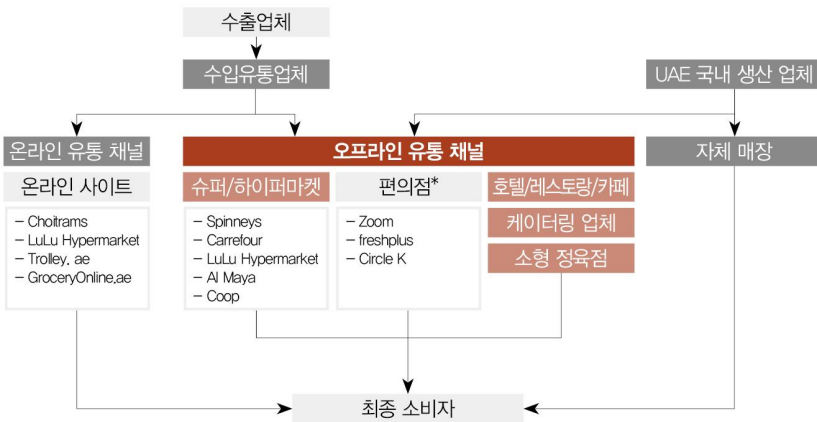 수출업체
수입유통업체
UAE 국내 생산 업체
온라인 유통 채널
오프라인 유통 채널
자체 매장
온라인 사이트
– Choitrams
– LuLu Hypermarket
– Trolley, ae
– GroceryOnline,ae
슈퍼/하이퍼마켓
– Spinneys
– Carrefour
– LuLu Hypermarket
– Al Maya
– Coop
편의점*
– Zoom
– freshplus
– Circle K
호텔/레스토랑/카페
케이터링 업체
소형 정육점
최종 소비자